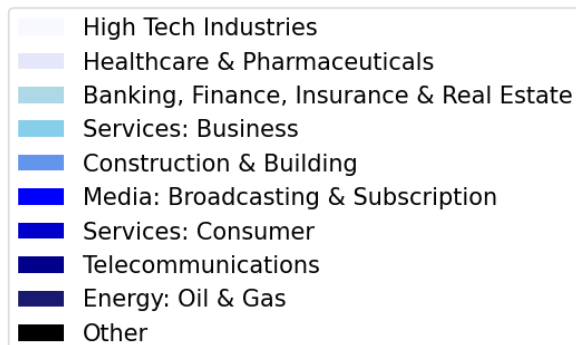 High Tech Industries
Healthcare & Pharmaceuticals
Banking, Finance, Insurance & Real Estate
Services: Business
Construction & Building
Media: Broadcasting & Subscription
Services: Consumer
Telecommunications
Energy: Oil & Gas
Other